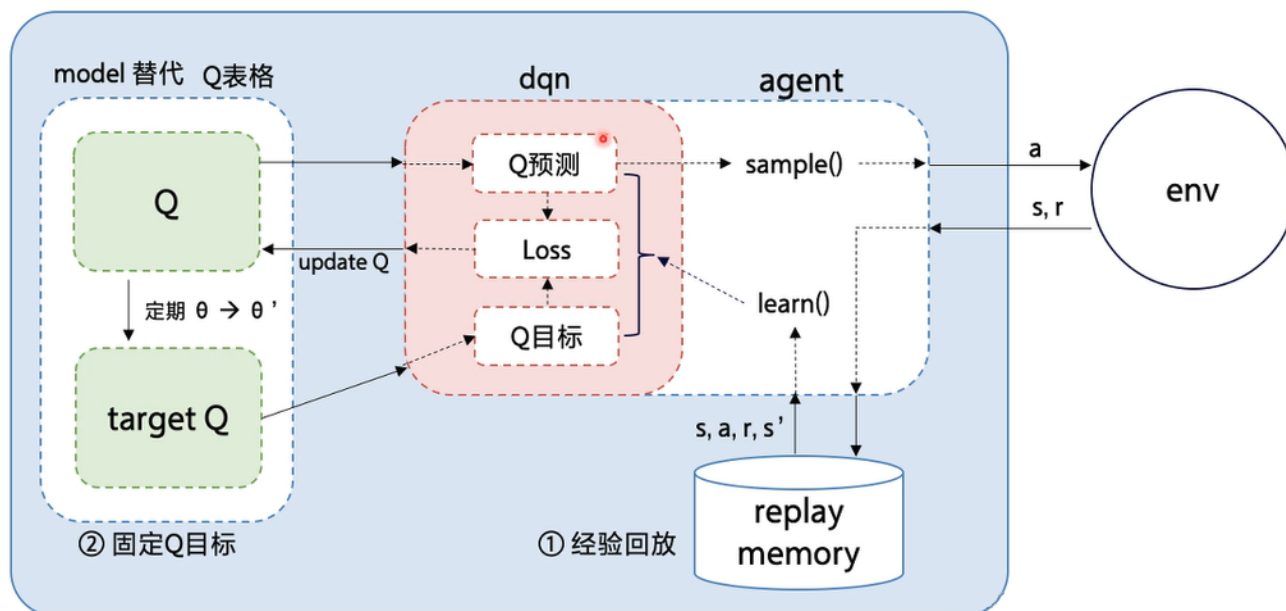 model 替代 Q表格
dqn
agent
Q
Q预测
sample()
a
env
s, r
Loss
update Q
learn()
定期 θ → θ’
Q目标
target Q
s, a, r, s’
replay
memory
② 固定Q目标
① 经验回放